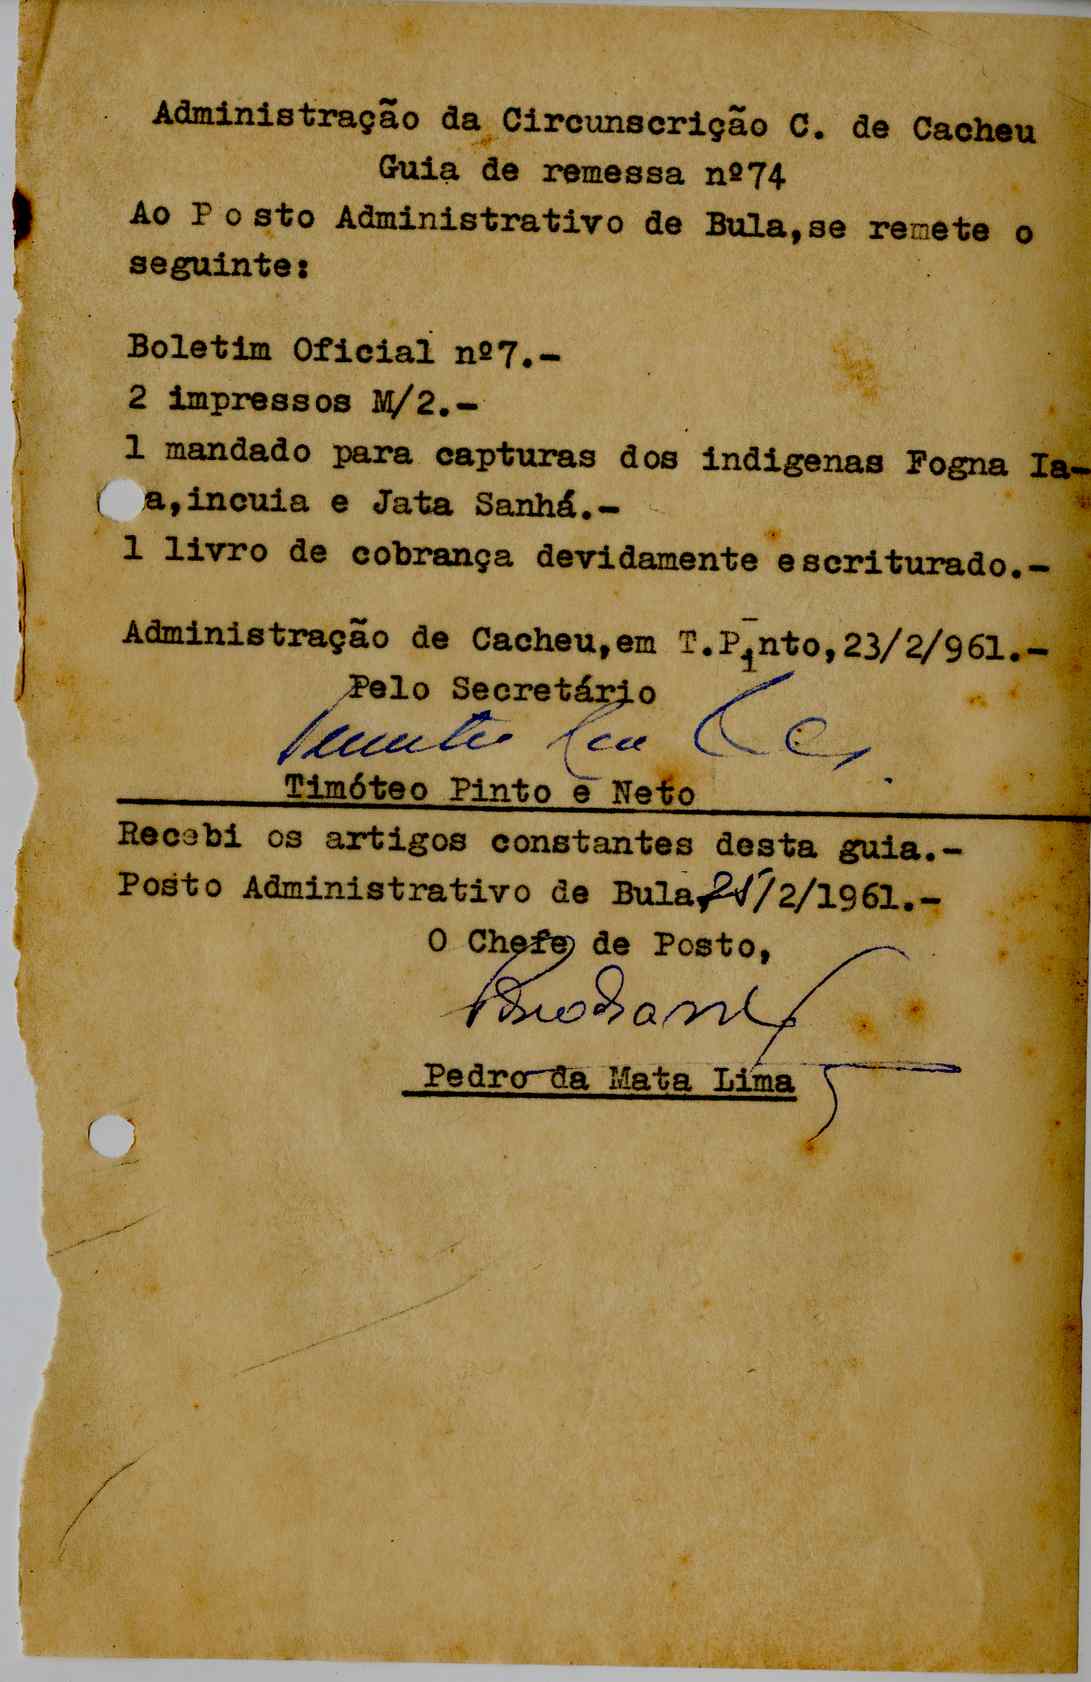 Administração da Circunscrição C. de Cacheu
Guia de remessa nº74
Ao Posto Administrativo de Bula,se remete o
seguinte:
Boletim Oficial nº7.-
2 impressos M/2.-
1 mandado para capturas dos indigenas Fogna Ia-
a,incuia e Jata Sanhá.-
1 livro de cobrança devidamente escriturado.-
Administração de Cacheu,em T.Pinto,23/2/961.-
Pelo Secretário
Timóteo Pinto e Neto
Recebi os artigos constantes desta guia.-
Posto Administrativo de Bula, /2/1961.-
O Chefe de Posto,
Pedro da Mata Lima